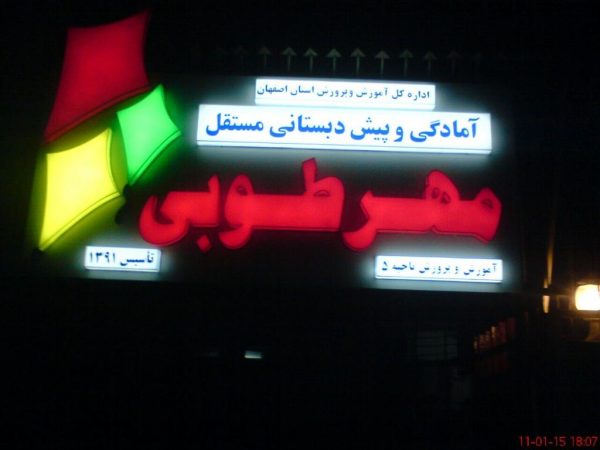 اداره کل آموزش و پرورش استان اصفهان
آمادگی و پیش دبستانی مستقل
مهر طوبی
آموزش و پرورش ناحیه ۵
تأسیس ۱۳۹۱
11-01-15 18:07